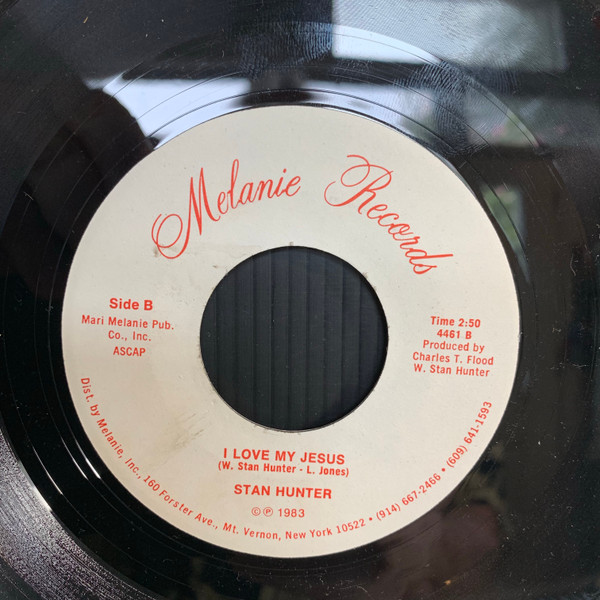 Melanie Records
Side B
Mari Melanie Pub.
Co., Inc.
ASCAP
Time 2:50
4461 B
Produced by
Charles T. Flood
W. Stan Hunter
I LOVE MY JESUS
(W. Stan Hunter - L. Jones)
STAN HUNTER
©℗ 1983
Dist. by Melanie, Inc., 160 Forster Ave., Mt. Vernon, New York 10522 • (914) 667-2466 • (609) 641-1593